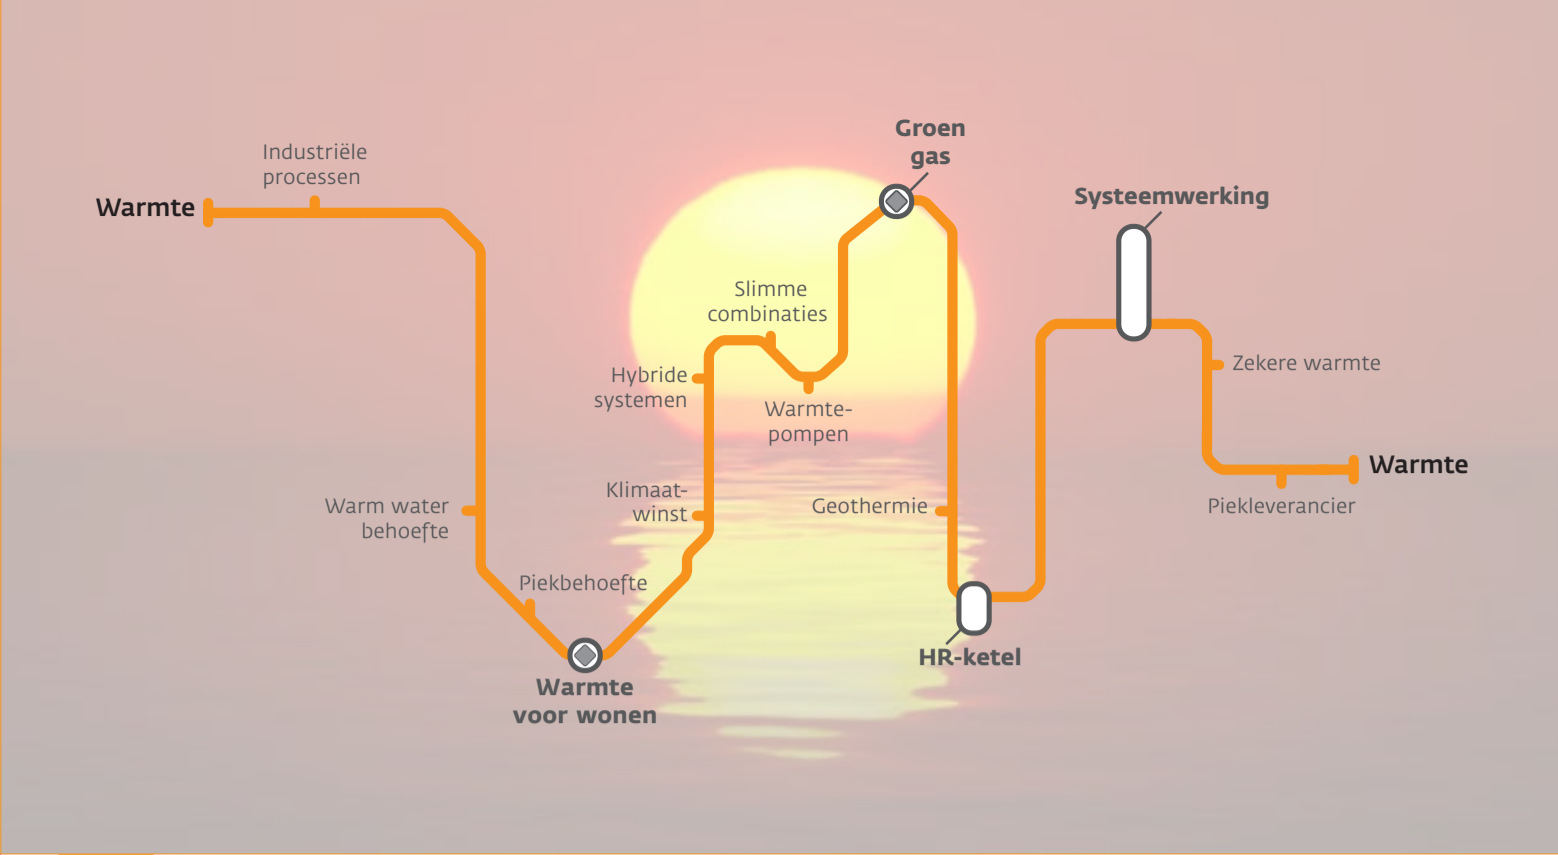 Groen
gas
Industriële
processen
Warmte
Systeemwerking
Slimme
combinaties
Hybride
systemen
Warmte-
pompen
Zekere warmte
Warmte
Klimaat-
winst
Warm water
behoefte
Geothermie
Piekleverancier
Piekbehoefte
HR-ketel
Warmte
voor wonen